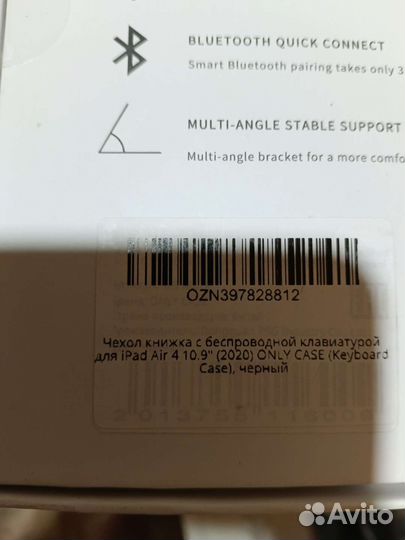 BLUETOOTH QUICK CONNECT
Smart Bluetooth pairing takes only 3
MULTI-ANGLE STABLE SUPPORT
Multi-angle bracket for a more comfo
OZN397828812
Чехол книжка с беспроводной клавиатурой
для iPad Air 4 10.9" (2020) ONLY CASE (Keyboard
Case), черный
Avito